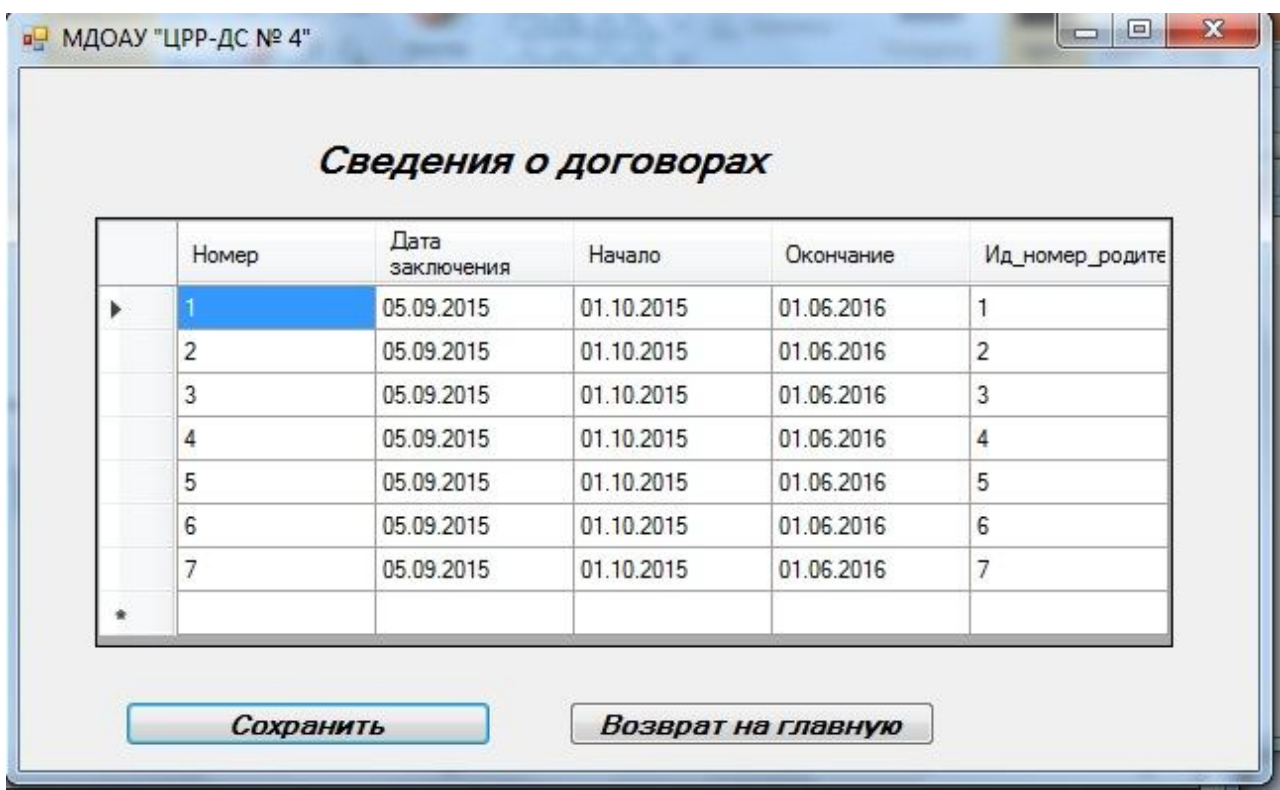 МДОАУ "ЦРР-ДС № 4"
Сведения о договорах
Номер Дата заключения Начало Окончание Ид_номер_родите
1 05.09.2015 01.10.2015 01.06.2016 1
2 05.09.2015 01.10.2015 01.06.2016 2
3 05.09.2015 01.10.2015 01.06.2016 3
4 05.09.2015 01.10.2015 01.06.2016 4
5 05.09.2015 01.10.2015 01.06.2016 5
6 05.09.2015 01.10.2015 01.06.2016 6
7 05.09.2015 01.10.2015 01.06.2016 7
Сохранить Возврат на главную